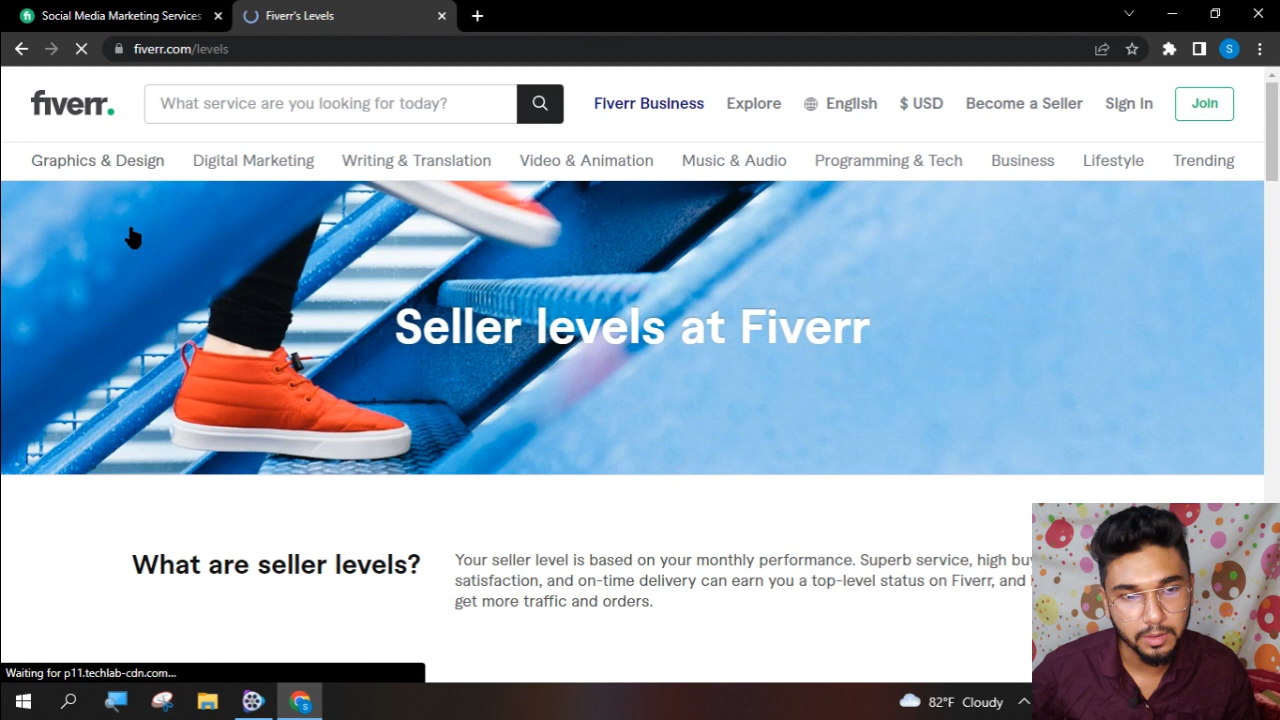 Social Media Marketing Services
Fiverr's Levels
fiverr.com/levels
S
fiverr.
What service are you looking for today?
Fiverr Business
Explore
English
$ USD
Become a Seller
Sign In
Join
Graphics & Design
Digital Marketing
Writing & Translation
Video & Animation
Music & Audio
Programming & Tech
Business
Lifestyle
Trending
Seller levels at Fiverr
What are seller levels?
Your seller level is based on your monthly performance. Superb service, high
satisfaction, and on-time delivery can earn you a top-level status on Fiverr, and
get more traffic and orders.
Waiting for p11.techlab-cdn.com...
82°F Cloudy